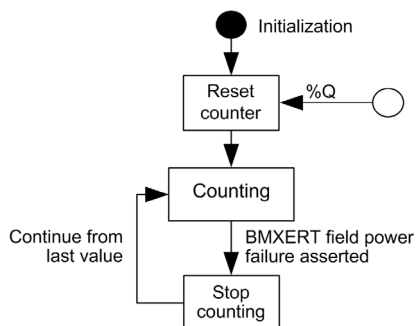 Initialization
Reset
counter
%Q
Counting
Continue from
last value
BMXERT field power
failure asserted
Stop
counting